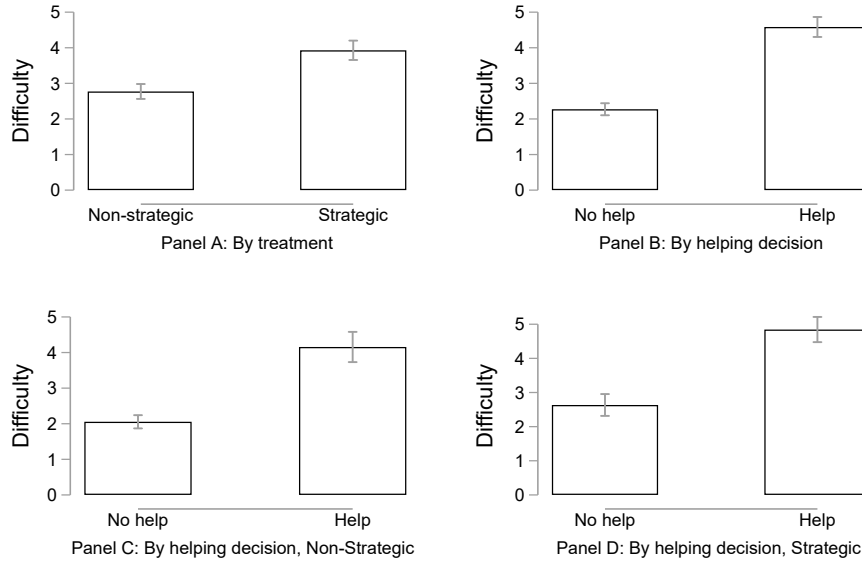 5
4
3
2
1
0
Difficulty
Non-strategic Strategic
Panel A: By treatment
5
4
3
2
1
0
Difficulty
No help Help
Panel B: By helping decision
5
4
3
2
1
0
Difficulty
No help Help
Panel C: By helping decision, Non-Strategic
5
4
3
2
1
0
Difficulty
No help Help
Panel D: By helping decision, Strategic